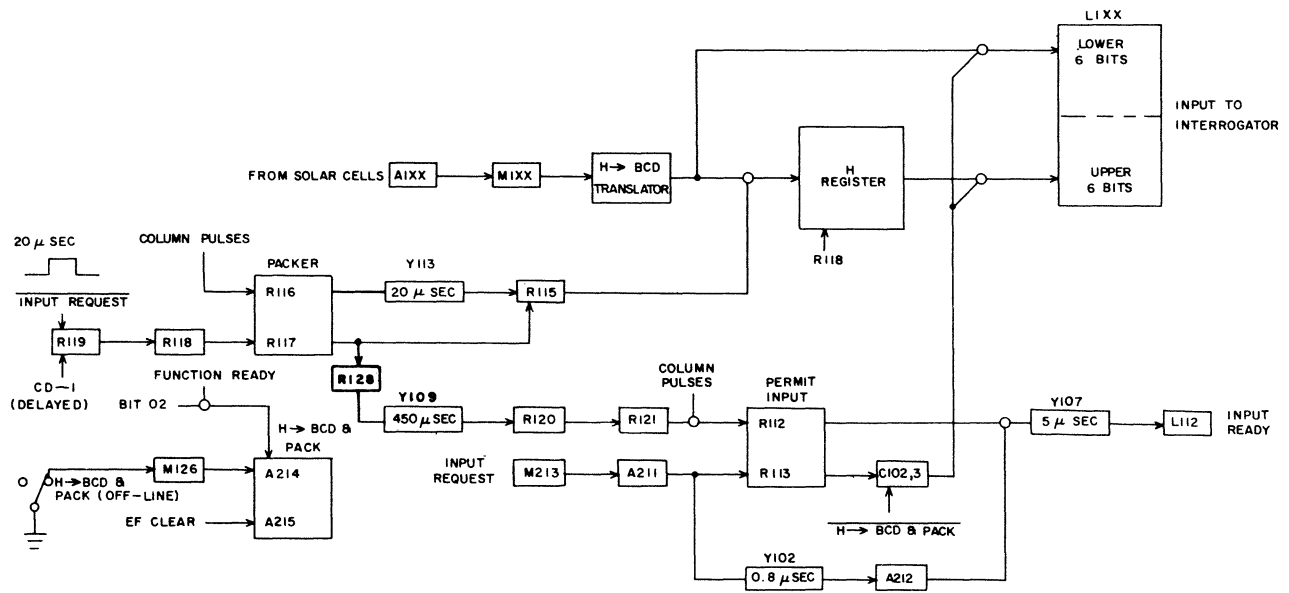 L1XX
LOWER
6 BITS
INPUT TO
INTERROGATOR
UPPER
6 BITS
FROM SOLAR CELLS
A1XX
M1XX
H→ BCD
TRANSLATOR
H
REGISTER
R118
20 µ SEC
COLUMN PULSES
INPUT REQUEST
PACKER
R116
R117
Y113
20 µ SEC
R115
R119
R118
CD-1
(DELAYED)
FUNCTION READY
BIT 02
R128
Y109
450 µ SEC
R120
R121
COLUMN
PULSES
PERMIT
INPUT
R112
R113
Y107
5 µ SEC
L112
INPUT
READY
H→ BCD &
PACK
A214
A215
M126
H→BCD &
PACK (OFF-LINE)
EF CLEAR
INPUT
REQUEST
M213
A211
C102,3
H→ BCD & PACK
Y102
0.8 µ SEC
A212